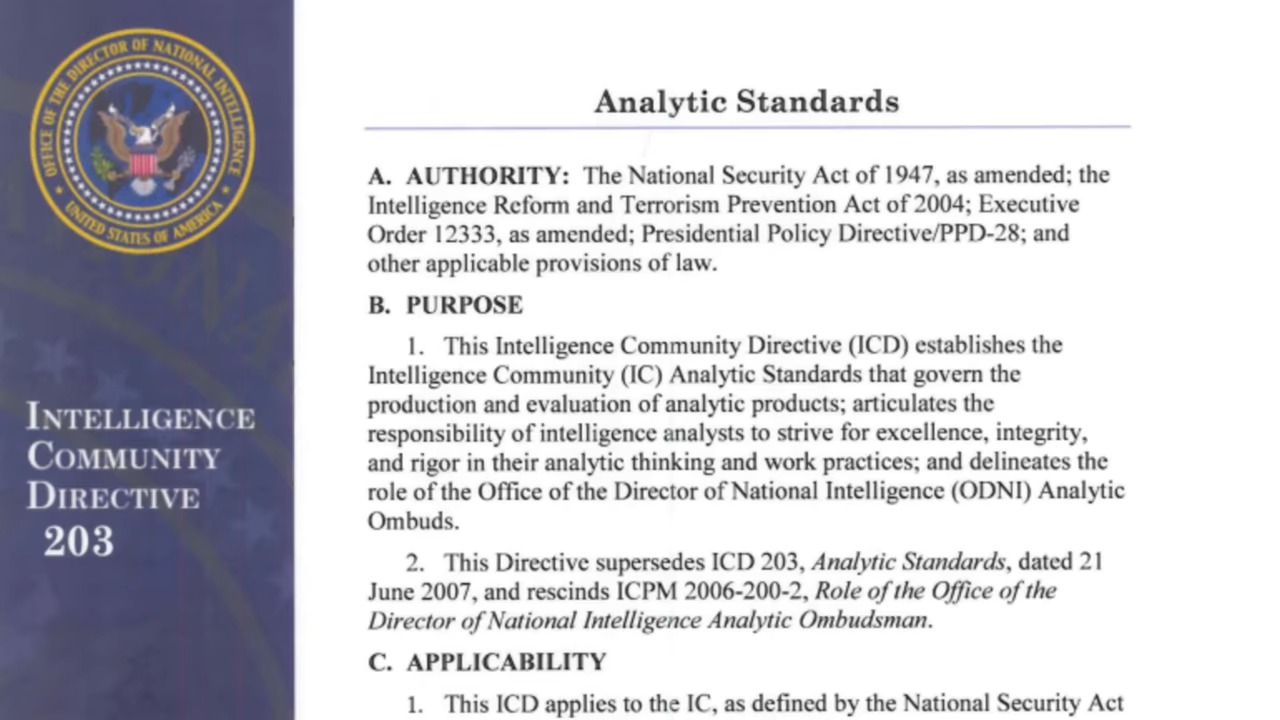 OFFICE OF THE DIRECTOR OF NATIONAL INTELLIGENCE
UNITED STATES OF AMERICA
INTELLIGENCE
COMMUNITY
DIRECTIVE
203
Analytic Standards
A. AUTHORITY: The National Security Act of 1947, as amended; the
Intelligence Reform and Terrorism Prevention Act of 2004; Executive
Order 12333, as amended; Presidential Policy Directive/PPD-28; and
other applicable provisions of law.
B. PURPOSE
1. This Intelligence Community Directive (ICD) establishes the
Intelligence Community (IC) Analytic Standards that govern the
production and evaluation of analytic products; articulates the
responsibility of intelligence analysts to strive for excellence, integrity,
and rigor in their analytic thinking and work practices; and delineates the
role of the Office of the Director of National Intelligence (ODNI) Analytic
Ombuds.
2. This Directive supersedes ICD 203, Analytic Standards, dated 21
June 2007, and rescinds ICPM 2006-200-2, Role of the Office of the
Director of National Intelligence Analytic Ombudsman.
C. APPLICABILITY
1. This ICD applies to the IC, as defined by the National Security Act